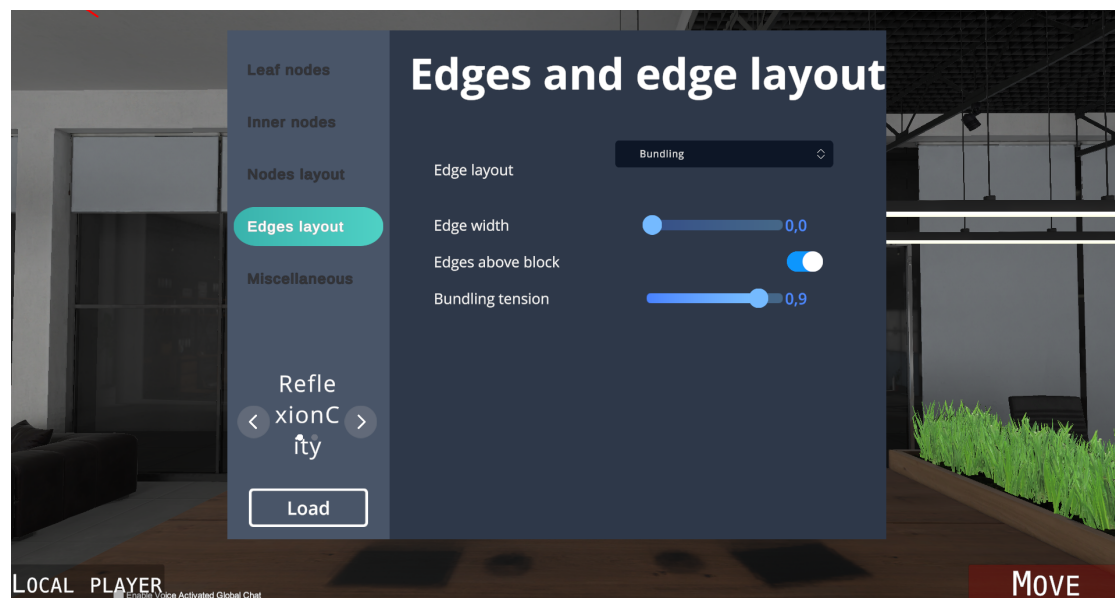 Leaf nodes
Inner nodes
Nodes layout
Edges layout
Miscellaneous
Refle
xionC
ity
Load
Edges and edge layout
Edge layout
Bundling
Edge width
0,0
Edges above block
Bundling tension
0,9
LOCAL PLAYER
Enable Voice Activated Global Chat
MOVE